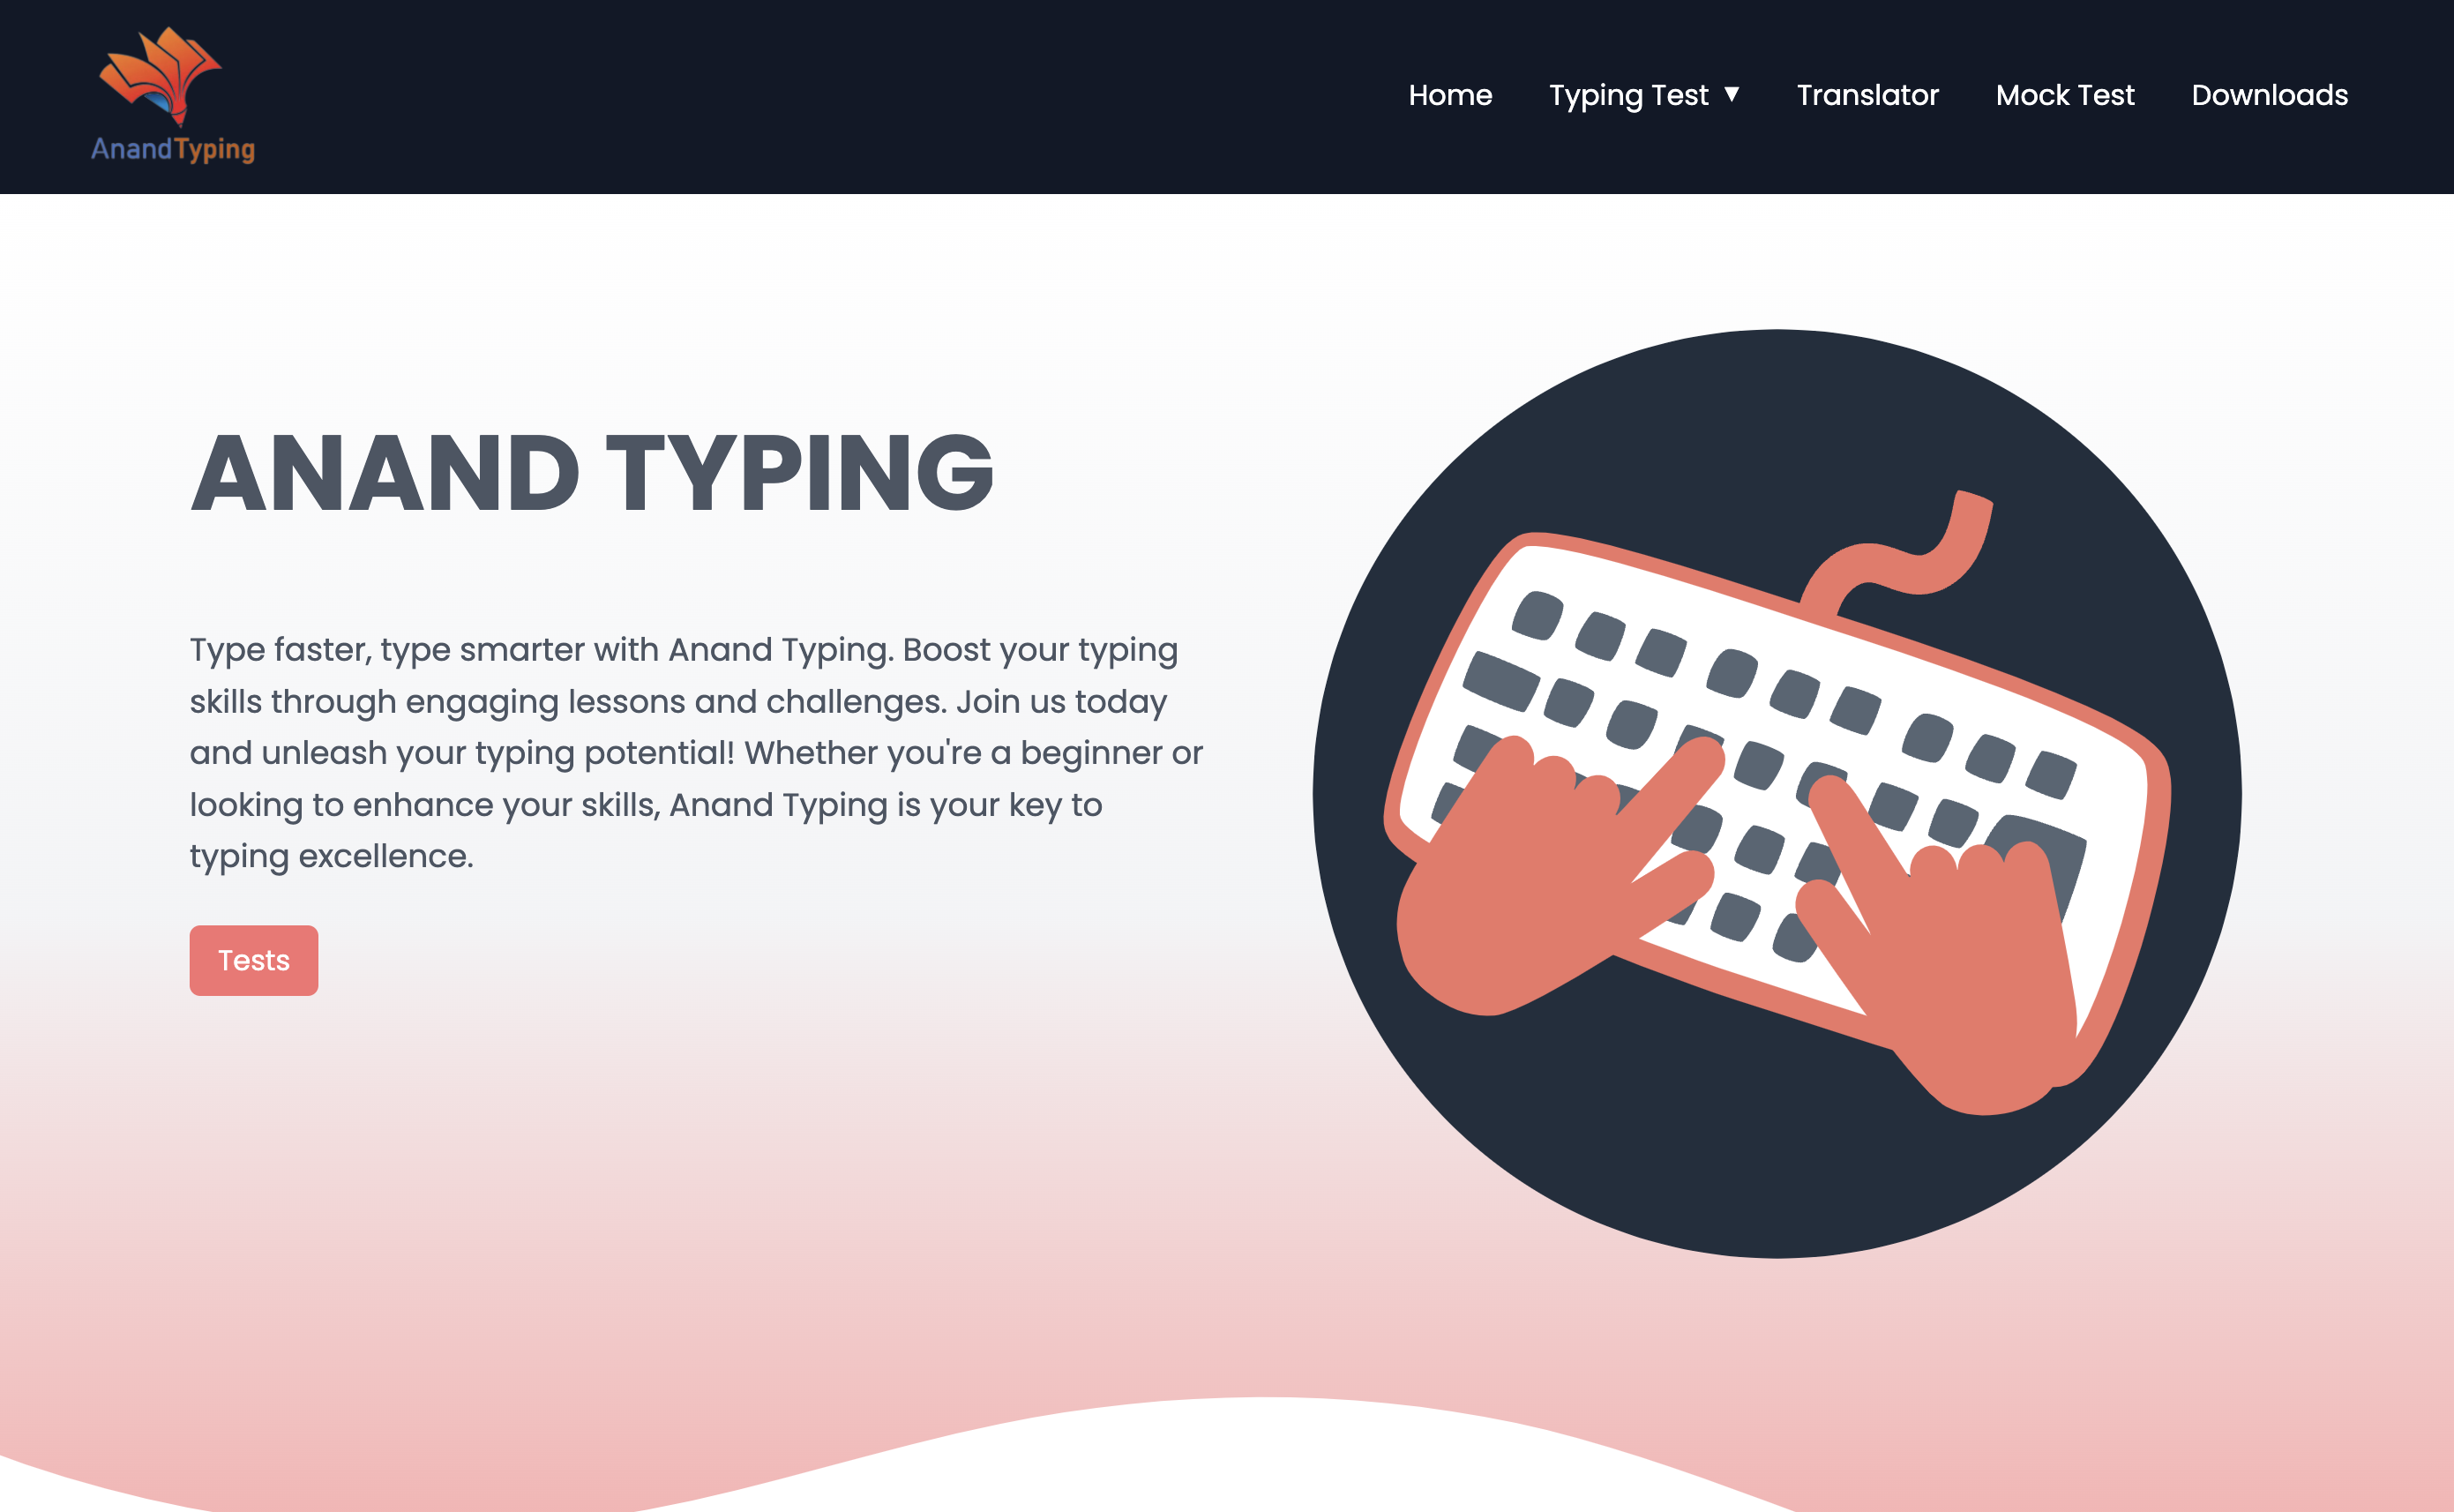 AnandTyping
Home Typing Test ▼ Translator Mock Test Downloads
ANAND TYPING
Type faster, type smarter with Anand Typing. Boost your typing
skills through engaging lessons and challenges. Join us today
and unleash your typing potential! Whether you're a beginner or
looking to enhance your skills, Anand Typing is your key to
typing excellence.
Tests